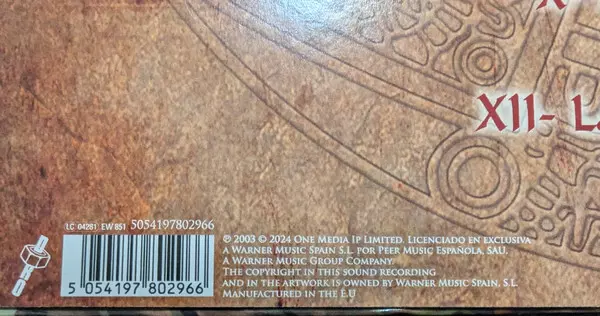 X
XII- L
LC 04281 EW 851 5054197802966
℗ 2003 © 2024 One Media Ip Limited. Licenciado en exclusiva
a Warner Music Spain S.L. por Peer Music Española, SAU.
A Warner Music Group Company.
The copyright in this sound recording
and in the artwork is owned by Warner Music Spain, S.L.
Manufactured in the E.U
5 054197 802966